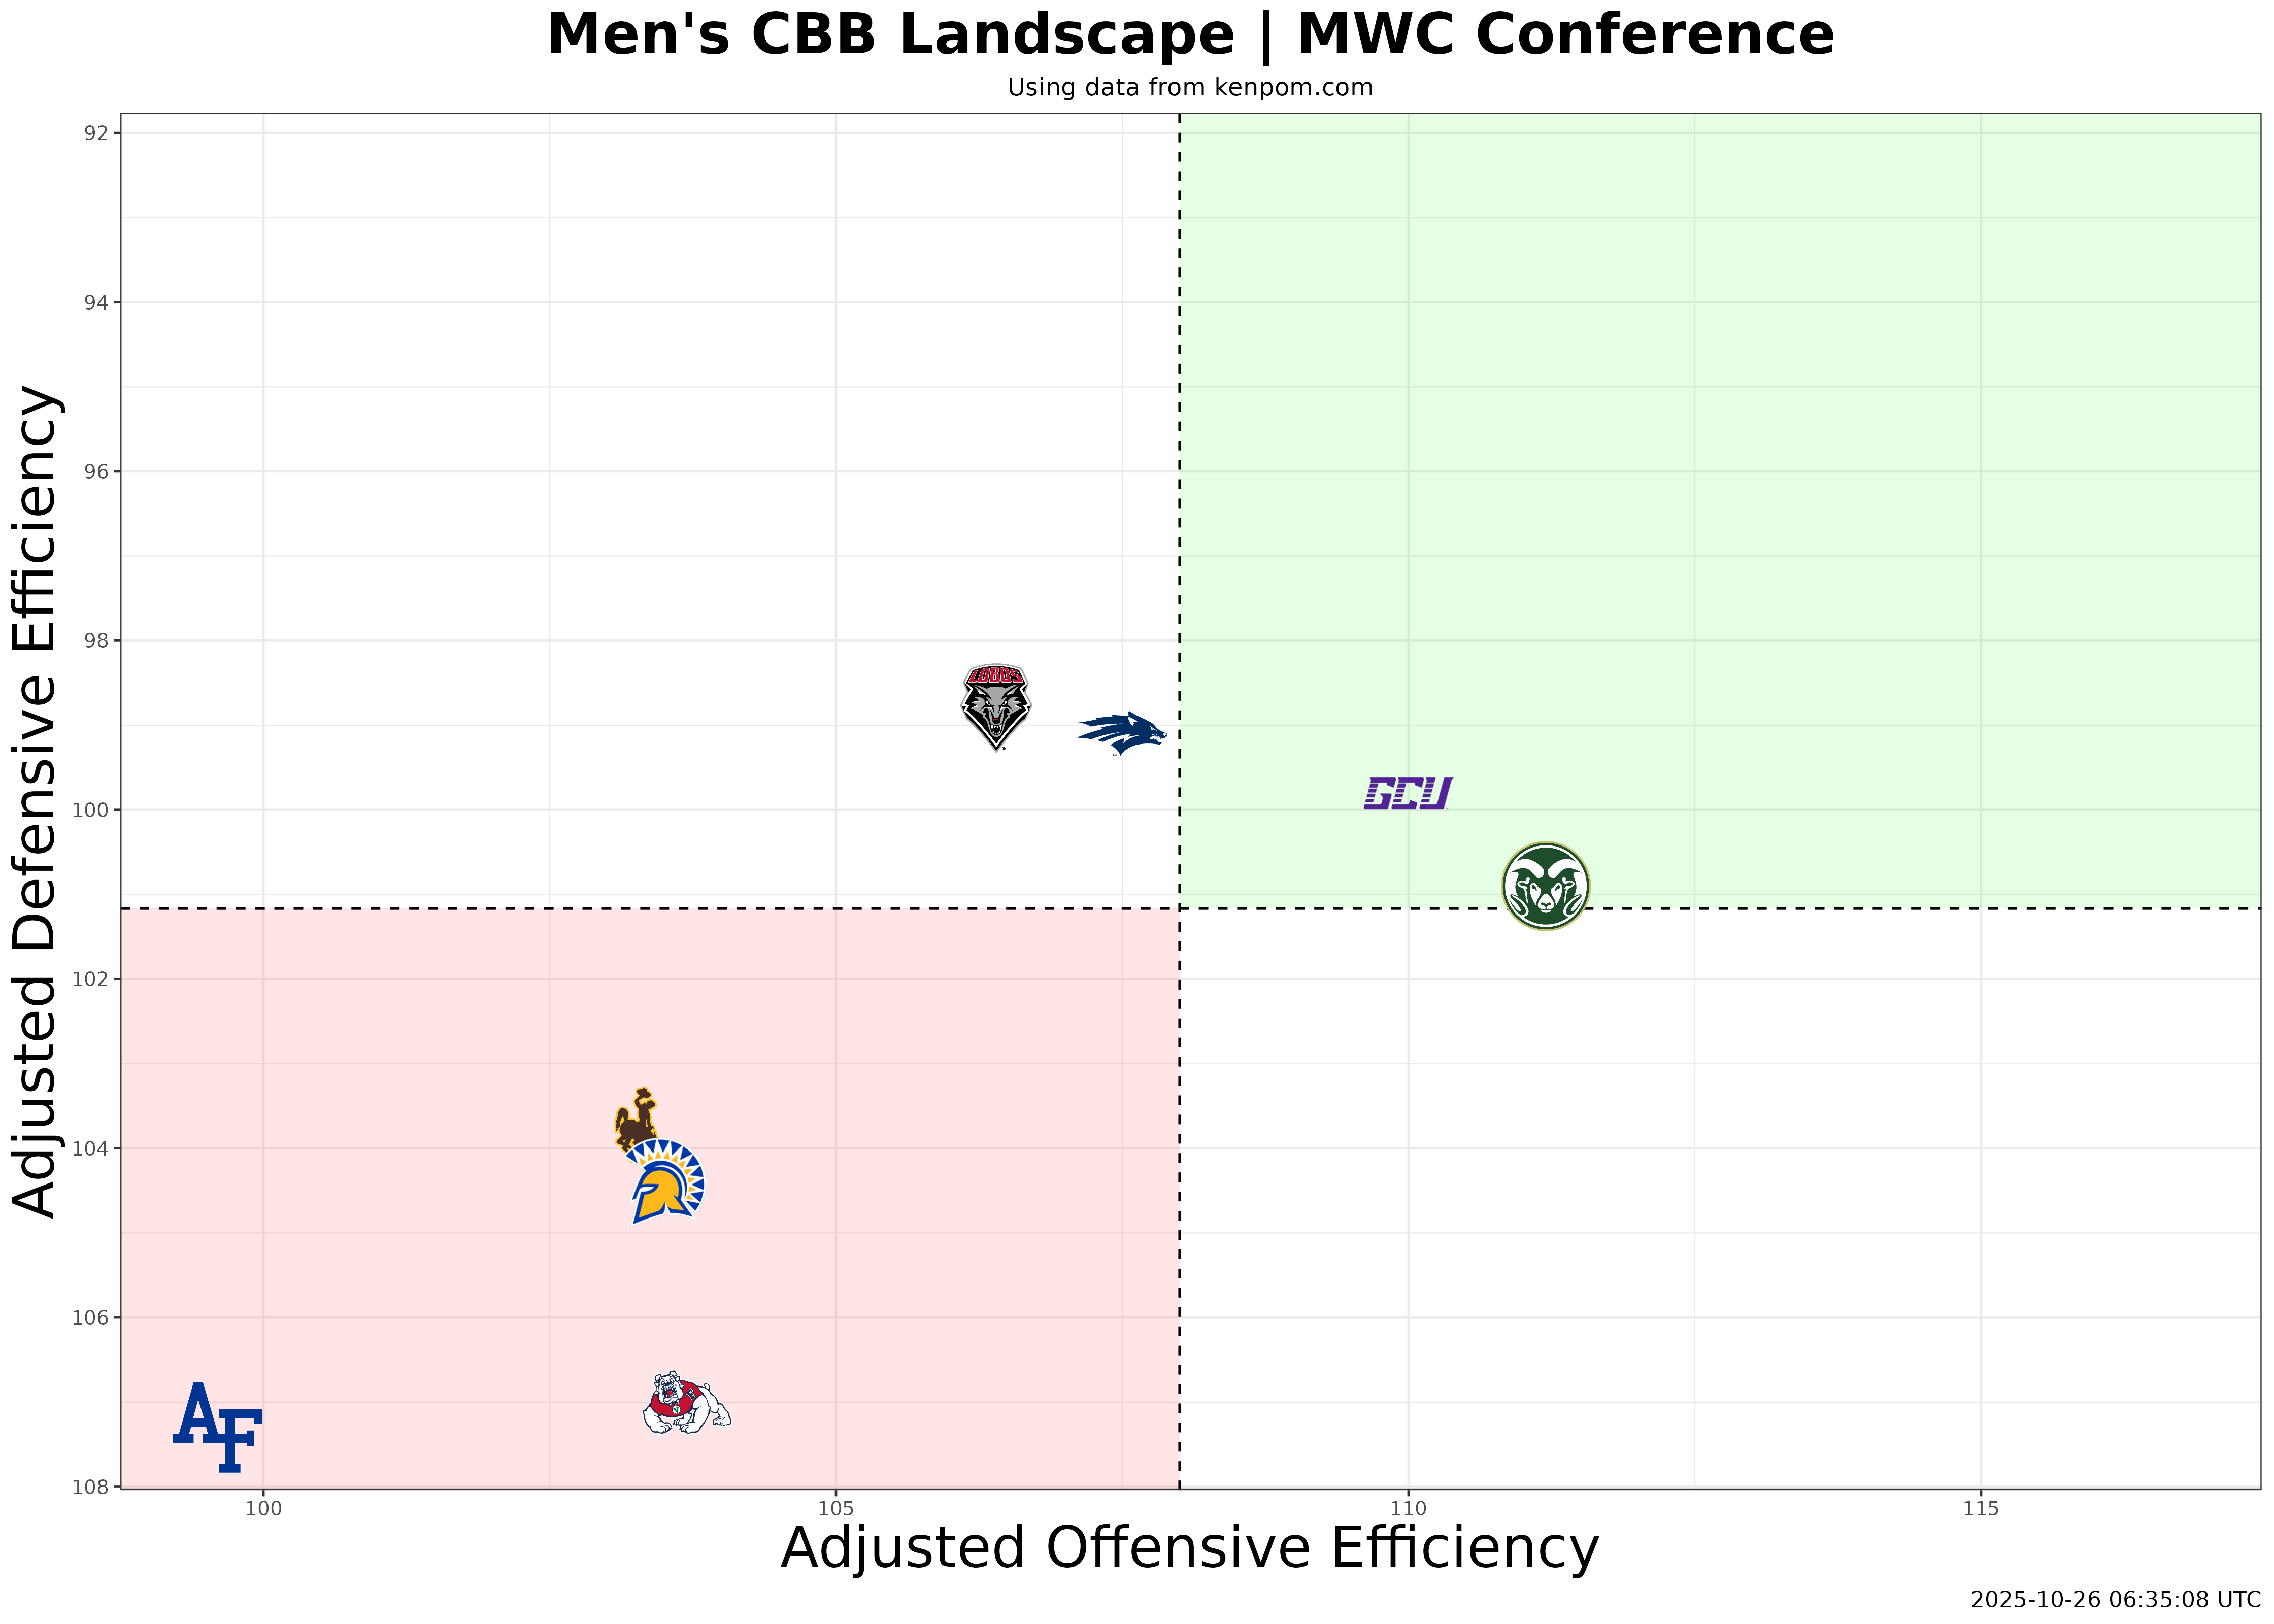 Men's CBB Landscape | MWC Conference
Using data from kenpom.com
Adjusted Defensive Efficiency
92
94
96
98
100
102
104
106
108
LOBOS
GCU
AF
100
105
110
115
Adjusted Offensive Efficiency
2025-10-26 06:35:08 UTC